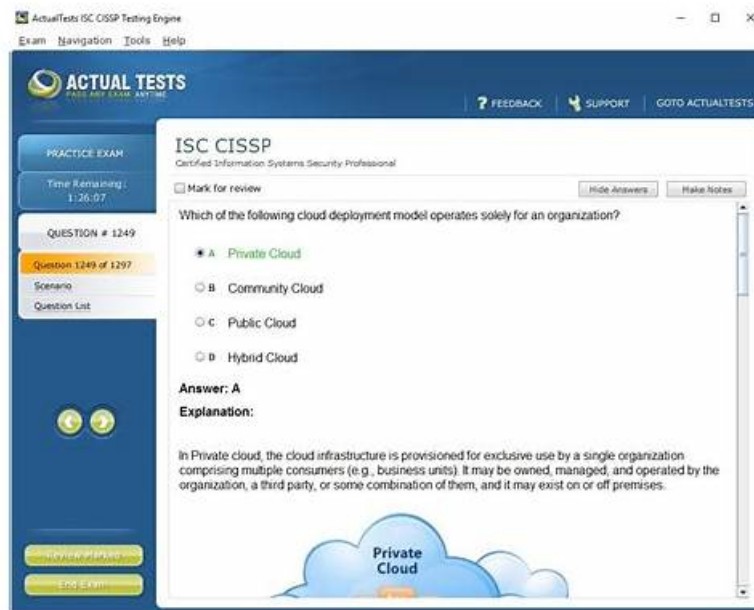 ActualTests ISC CISSP Testing Engine
Exam Navigation Tools Help
ACTUAL TESTS
PASS ANY EXAM ANYTIME
? FEEDBACK SUPPORT GOTO ACTUALTESTS
PRACTICE EXAM
Time Remaining:
1:26:07
QUESTION # 1249
Question 1249 of 1297
Scenario
Question List
Review Marked
End Exam
ISC CISSP
Certified Information Systems Security Professional
Mark for review
Hide Answers Make Notes
Which of the following cloud deployment model operates solely for an organization?
A Private Cloud
B Community Cloud
C Public Cloud
D Hybrid Cloud
Answer: A
Explanation:
In Private cloud, the cloud infrastructure is provisioned for exclusive use by a single organization
comprising multiple consumers (e.g., business units). It may be owned, managed, and operated by the
organization, a third party, or some combination of them, and it may exist on or off premises.
Private
Cloud